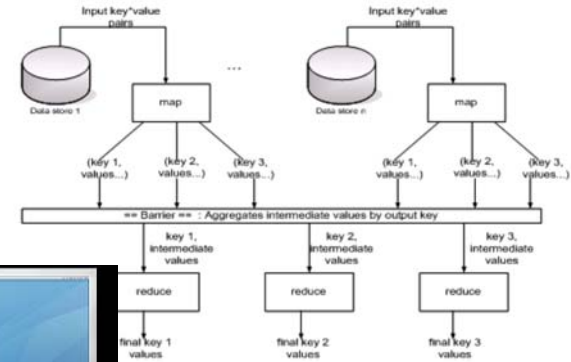 Input key*value
pairs
Input key*value
pairs
...
map
map
Data store 1
Data store n
(key 1,
values...)
(key 2,
values...)
(key 3,
values...)
(key 1,
values...)
(key 2,
values...)
(key 3,
values...)
== Barrier == : Aggregates intermediate values by output key
key 1,
intermediate
values
key 2,
intermediate
values
key 3,
intermediate
values
reduce
reduce
reduce
final key 1
values
final key 2
values
final key 3
values